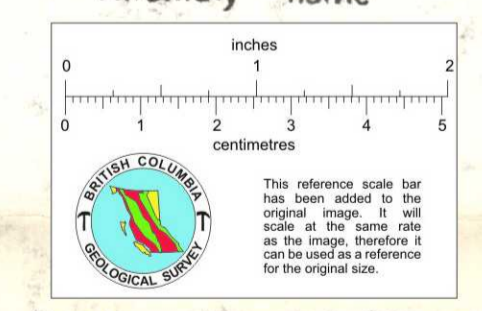 name
inches
0 1 2
0 1 2 3 4 5
centimetres
BRITISH COLUMBIA
GEOLOGICAL SURVEY
This reference scale bar
has been added to the
original image. It will
scale at the same rate
as the image, therefore it
can be used as a reference
for the original size.